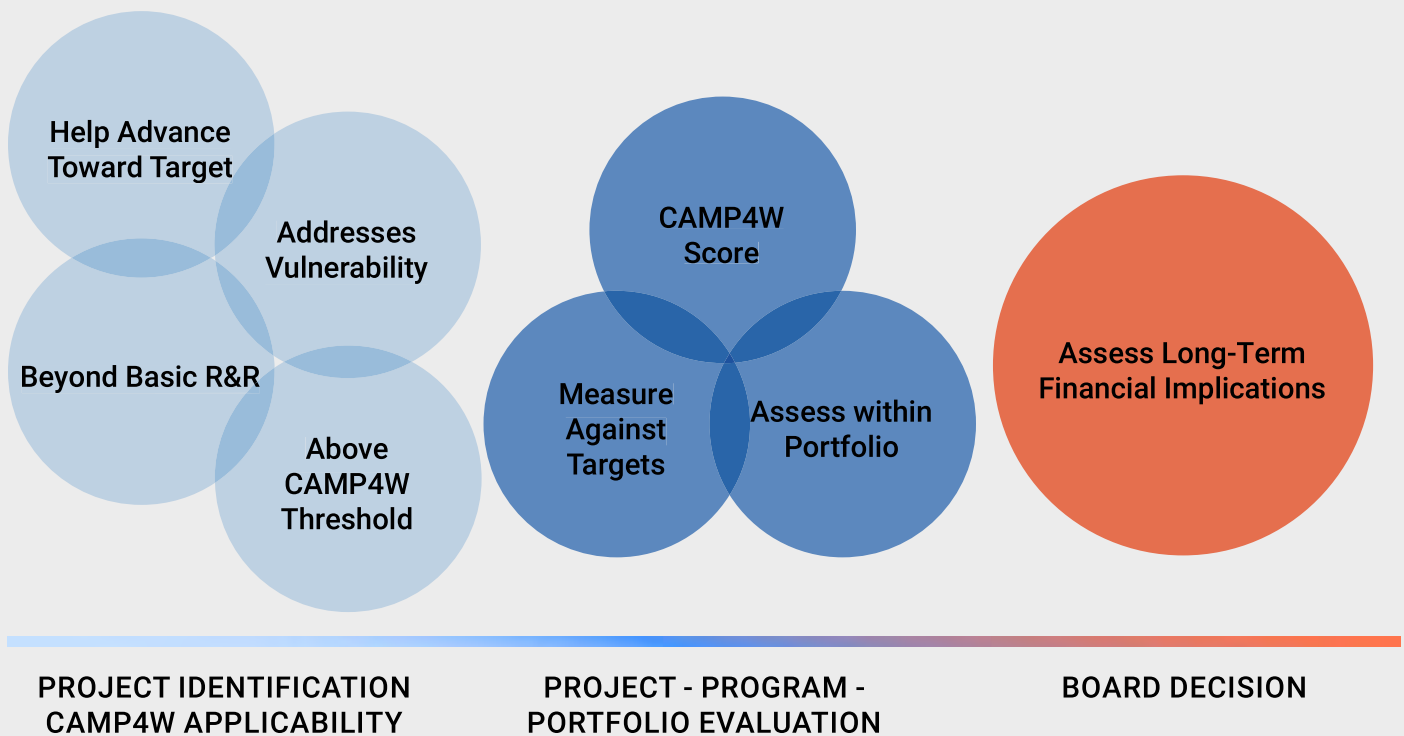 Help Advance
Toward Target
Addresses
Vulnerability
Beyond Basic R&R
Above
CAMP4W
Threshold
CAMP4W
Score
Measure
Against
Targets
Assess within
Portfolio
Assess Long-Term
Financial Implications
PROJECT IDENTIFICATION
CAMP4W APPLICABILITY
PROJECT - PROGRAM -
PORTFOLIO EVALUATION
BOARD DECISION